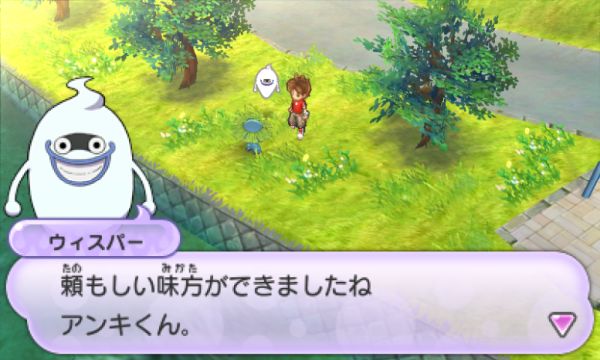 ウィスパー
頼もしい味方ができましたね
アンキくん。